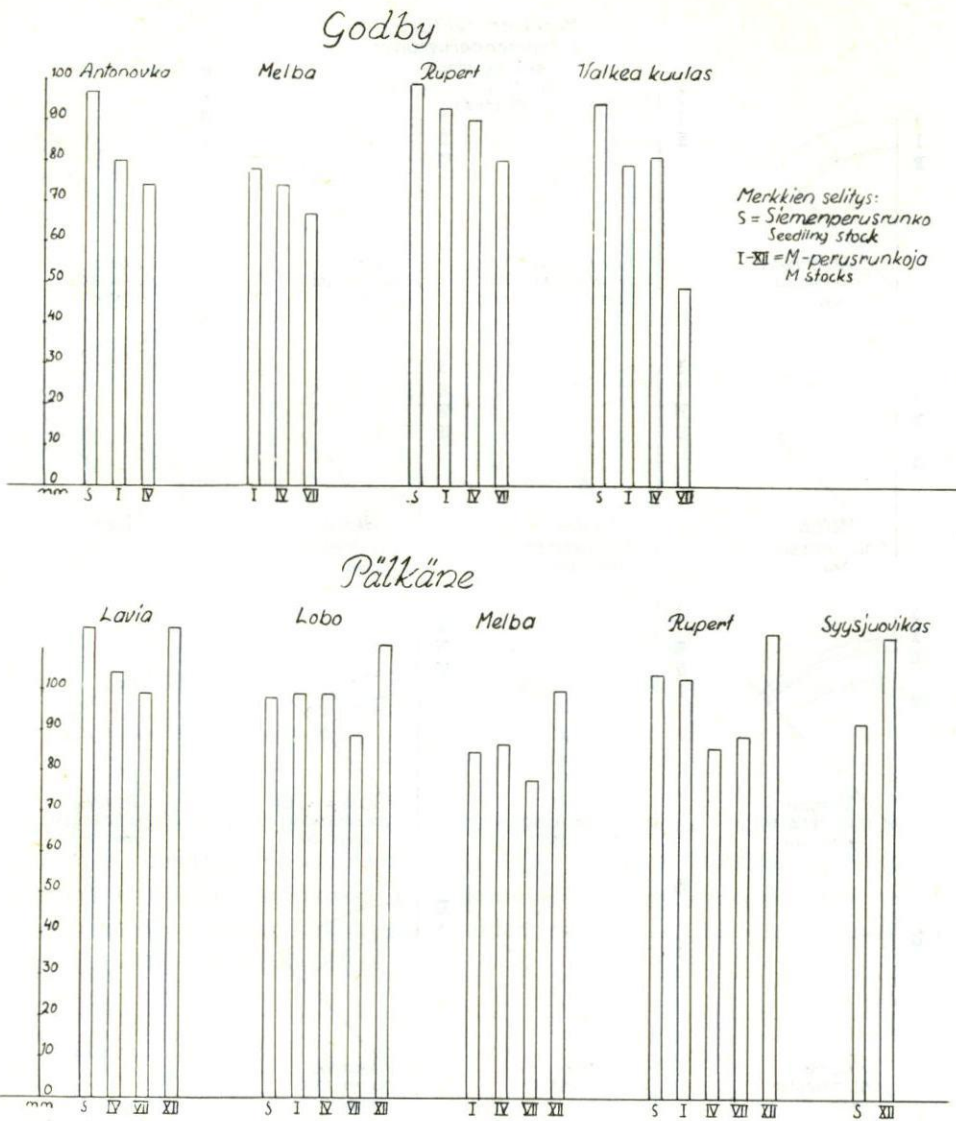 Godby
Antonovka Melba Rupert Valkea kuulas
100
90
80
70
60
50
40
30
20
10
0
mm S I IV I IV VII S I IV VII S I IV VII
Merkkien selitys:
S = Siemenperusrunko
Seedling stock
I-XII = M-perusrunkoja
M stocks
Pälkäne
Lavia Lobo Melba Rupert Syysjuovikas
100
90
80
70
60
50
40
30
20
10
0
mm S IV VII XII S I IV VII XII I IV VII XII S I IV VII XII S XII